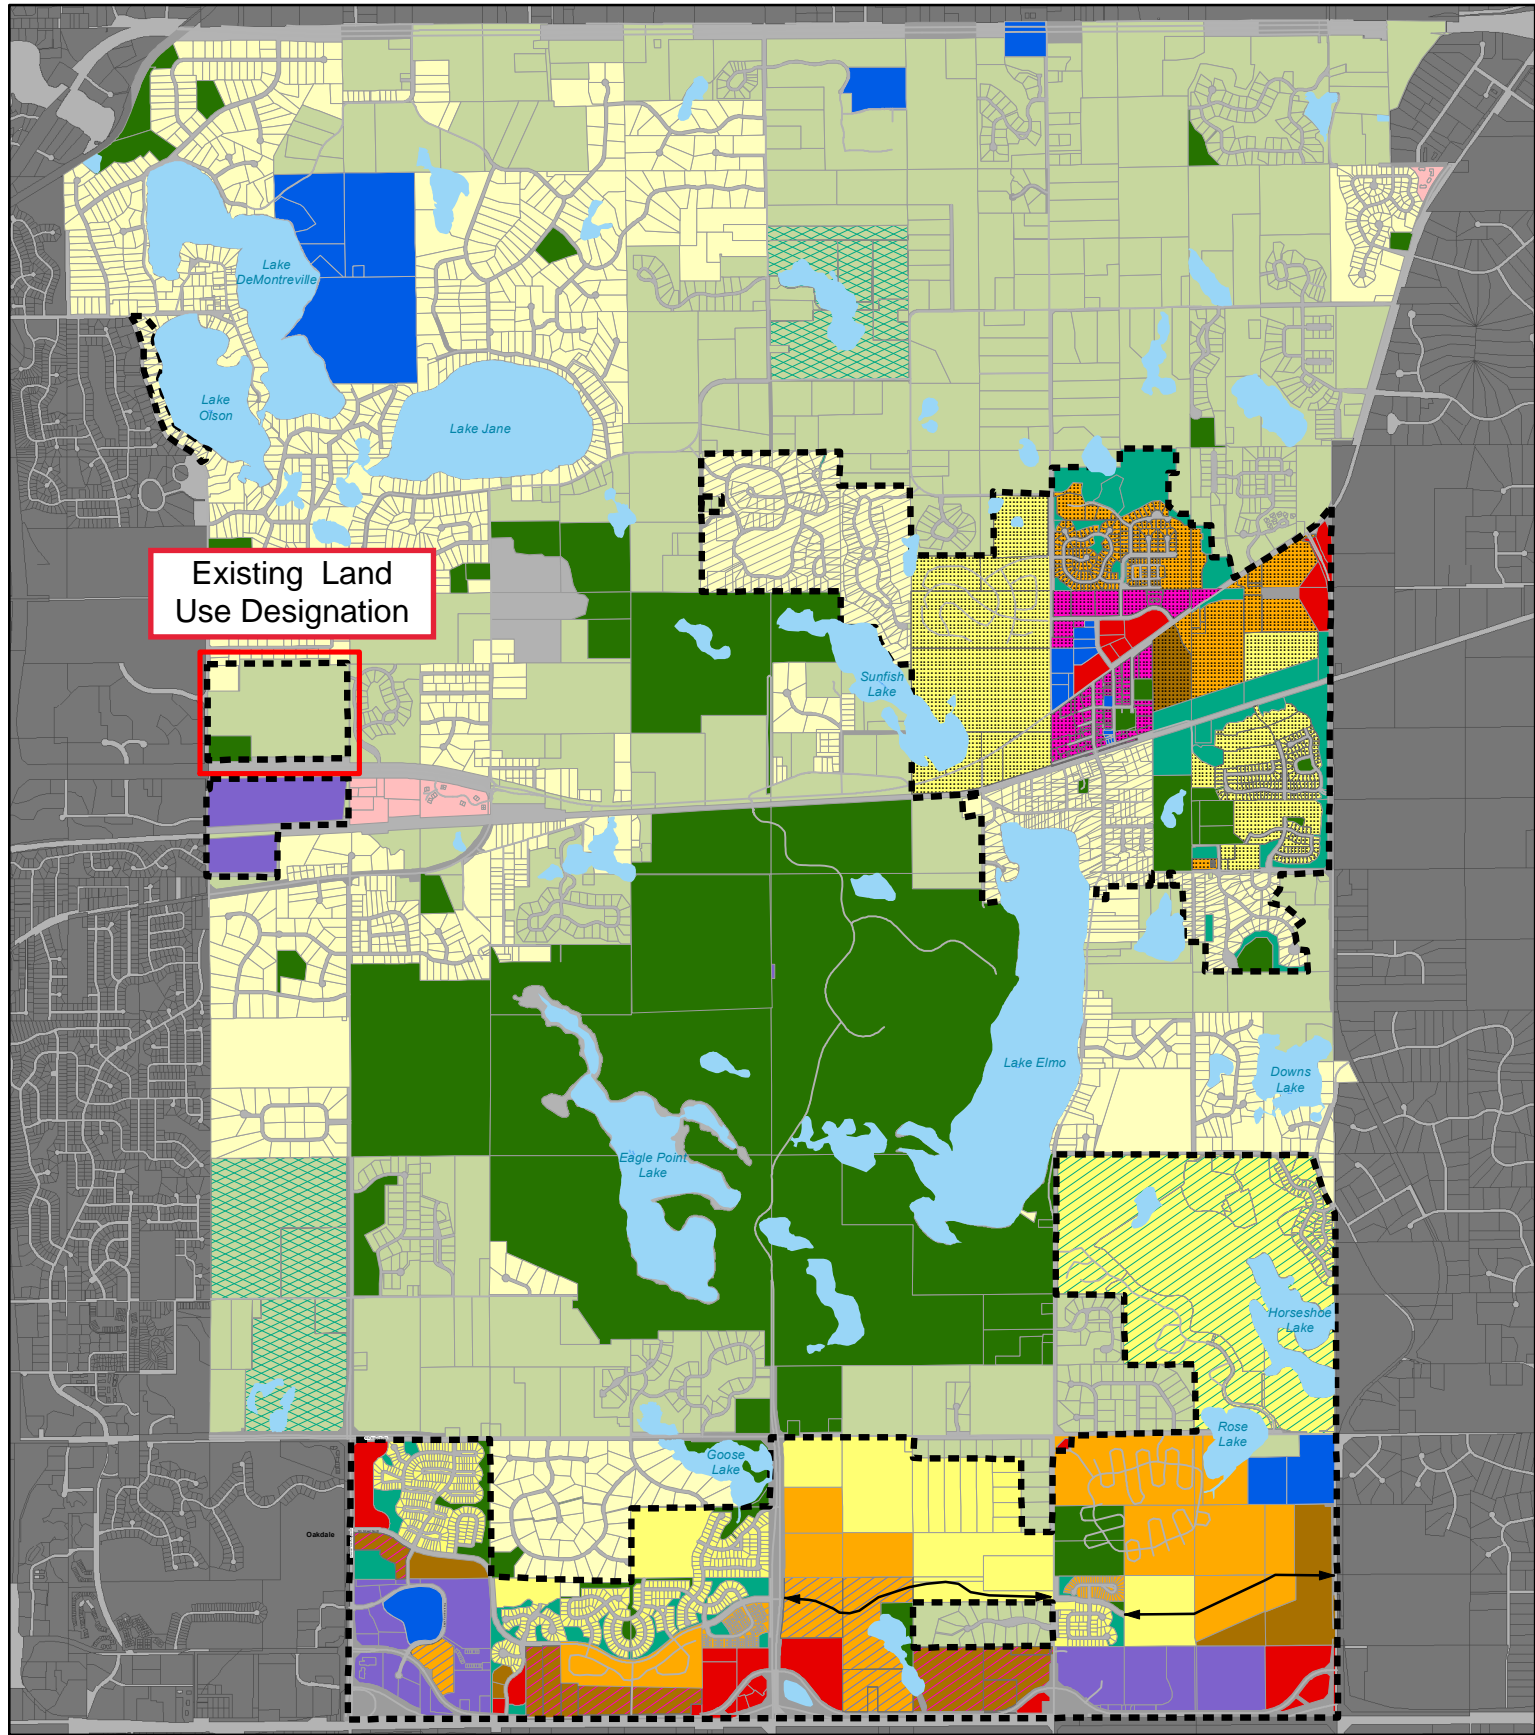 Lake
DeMontreville
Lake
Olson
Lake Jane
Existing Land
Use Designation
Sunfish
Lake
Lake Elmo
Downs
Lake
Eagle Point
Lake
Horseshoe
Lake
Rose
Lake
Goose
Lake
Oakdale